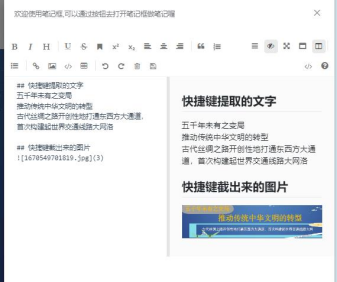 欢迎使用笔记框,可以通过按钮去打开笔记框做笔记喔
B I H U S x² x₁ 66
## 快捷键提取的文字
五千年未有之变局
推动传统中华文明的转型
古代丝绸之路开创性地打通东西方大通道,
首次构建起世界交通线路大网洛
## 快捷键截出来的图片
![1670549701819.jpg](3)
快捷键提取的文字
五千年未有之变局
推动传统中华文明的转型
古代丝绸之路开创性地打通东西方大通
道,首次构建起世界交通线路大网洛
快捷键截出来的图片
推动传统中华文明的转型